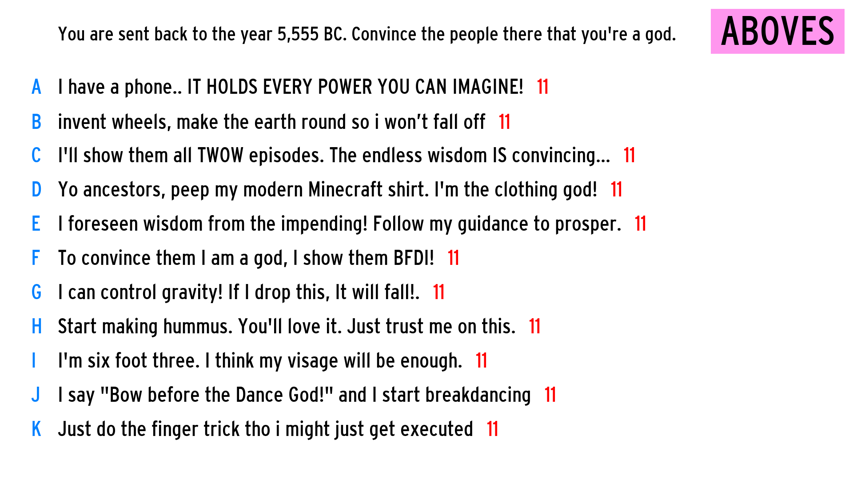 You are sent back to the year 5,555 BC. Convince the people there that you're a god. ABOVES
A I have a phone.. IT HOLDS EVERY POWER YOU CAN IMAGINE! 11
B invent wheels, make the earth round so i won’t fall off 11
C I'll show them all TWOW episodes. The endless wisdom IS convincing... 11
D Yo ancestors, peep my modern Minecraft shirt. I'm the clothing god! 11
E I foreseen wisdom from the impending! Follow my guidance to prosper. 11
F To convince them I am a god, I show them BFDI! 11
G I can control gravity! If I drop this, It will fall!. 11
H Start making hummus. You'll love it. Just trust me on this. 11
I I'm six foot three. I think my visage will be enough. 11
J I say "Bow before the Dance God!" and I start breakdancing 11
K Just do the finger trick tho i might just get executed 11